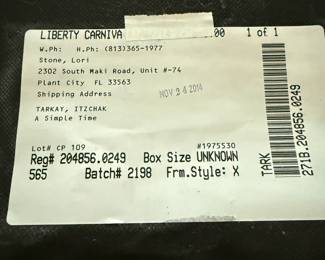 LIBERTY CARNIVA .00 1 of 1
W.Ph: H.Ph: (813)365-1977
Stone, Lori
2302 South Maki Road, Unit #-74
Plant City FL 33563
Shipping Address
NOV 24 2014
TARKAY, ITZCHAK
A Simple Time
Lot# CP 109 #1975530
Reg# 204856.0249 Box Size UNKNOWN
565 Batch# 2198 Frm.Style: X
TARK
271B.204856.0249